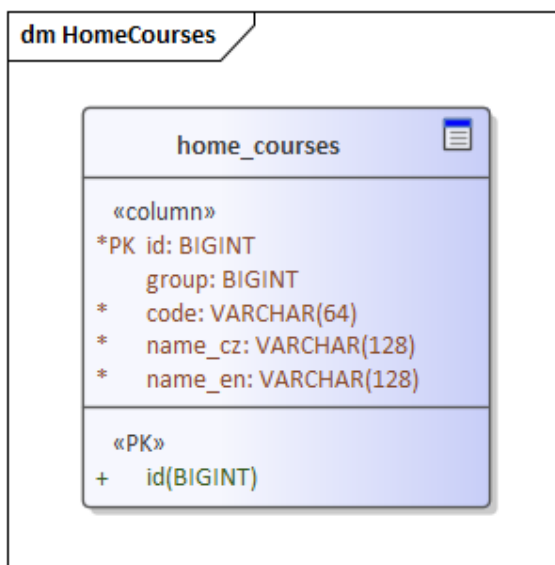 dm HomeCourses
home_courses
«column»
*PK id: BIGINT
group: BIGINT
* code: VARCHAR(64)
* name_cz: VARCHAR(128)
* name_en: VARCHAR(128)
«PK»
+ id(BIGINT)